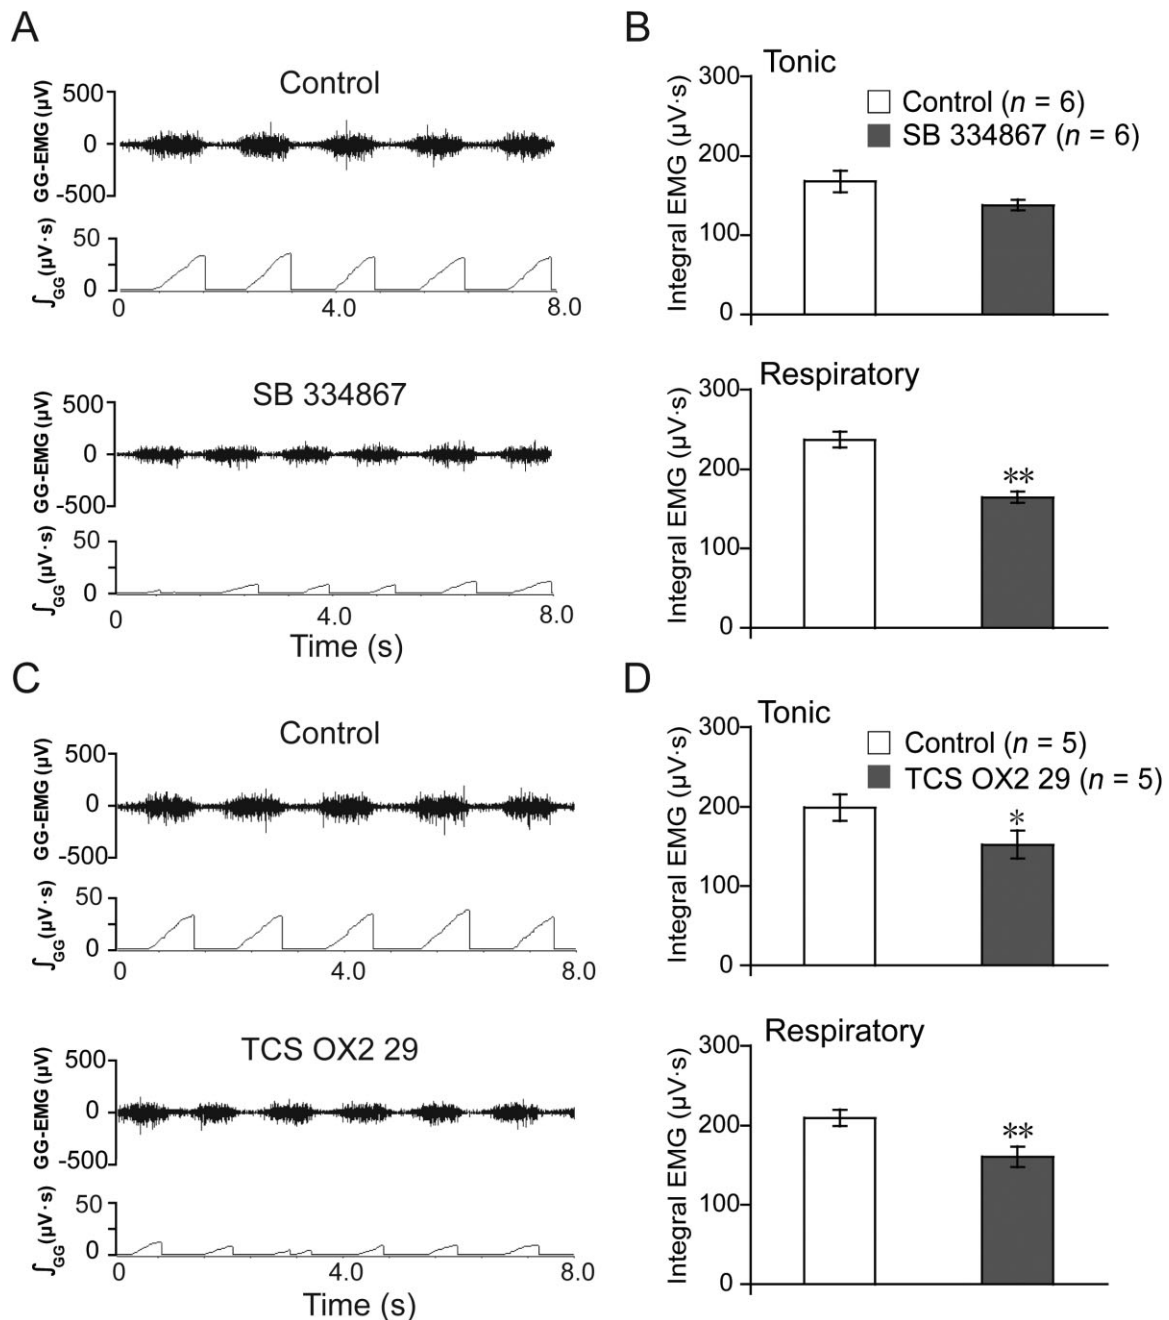 A
Control
GG-EMG (µV)
500
0
-500
∫GG(µV·s)
50
0
0
4.0
8.0
SB 334867
GG-EMG (µV)
500
0
-500
∫GG(µV·s)
50
0
0
4.0
8.0
Time (s)
B
Tonic
Integral EMG (µV·s)
300
200
100
0
Control (n = 6)
SB 334867 (n = 6)
Respiratory
Integral EMG (µV·s)
300
200
100
0
**
C
Control
GG-EMG (µV)
500
0
-500
∫GG(µV·s)
50
0
0
4.0
8.0
TCS OX2 29
GG-EMG (µV)
500
0
-500
∫GG(µV·s)
50
0
0
4.0
8.0
Time (s)
D
Tonic
Integral EMG (µV·s)
300
200
100
0
Control (n = 5)
TCS OX2 29 (n = 5)
*
Respiratory
Integral EMG (µV·s)
300
200
100
0
**